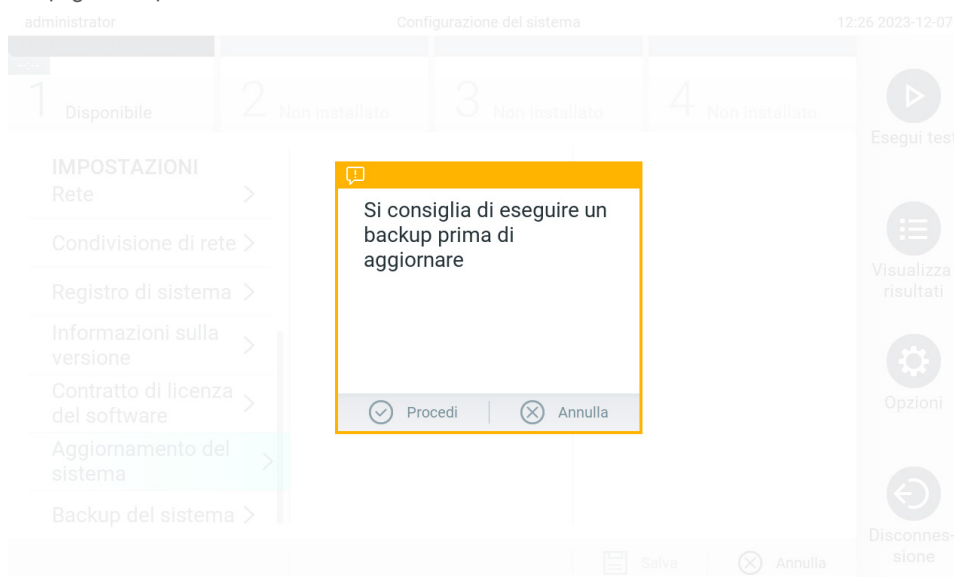 administrator
Configurazione del sistema
12:26 2023-12-07
1 Disponibile
2 Non installato
3 Non installato
4 Non installato
Esegui test
IMPOSTAZIONI
Rete
Condivisione di rete
Registro di sistema
Informazioni sulla
versione
Contratto di licenza
del software
Aggiornamento del
sistema
Backup del sistema
Si consiglia di eseguire un
backup prima di
aggiornare
Procedi
Annulla
Visualizza
risultati
Opzioni
Disconnes-
sione
Salva
Annulla